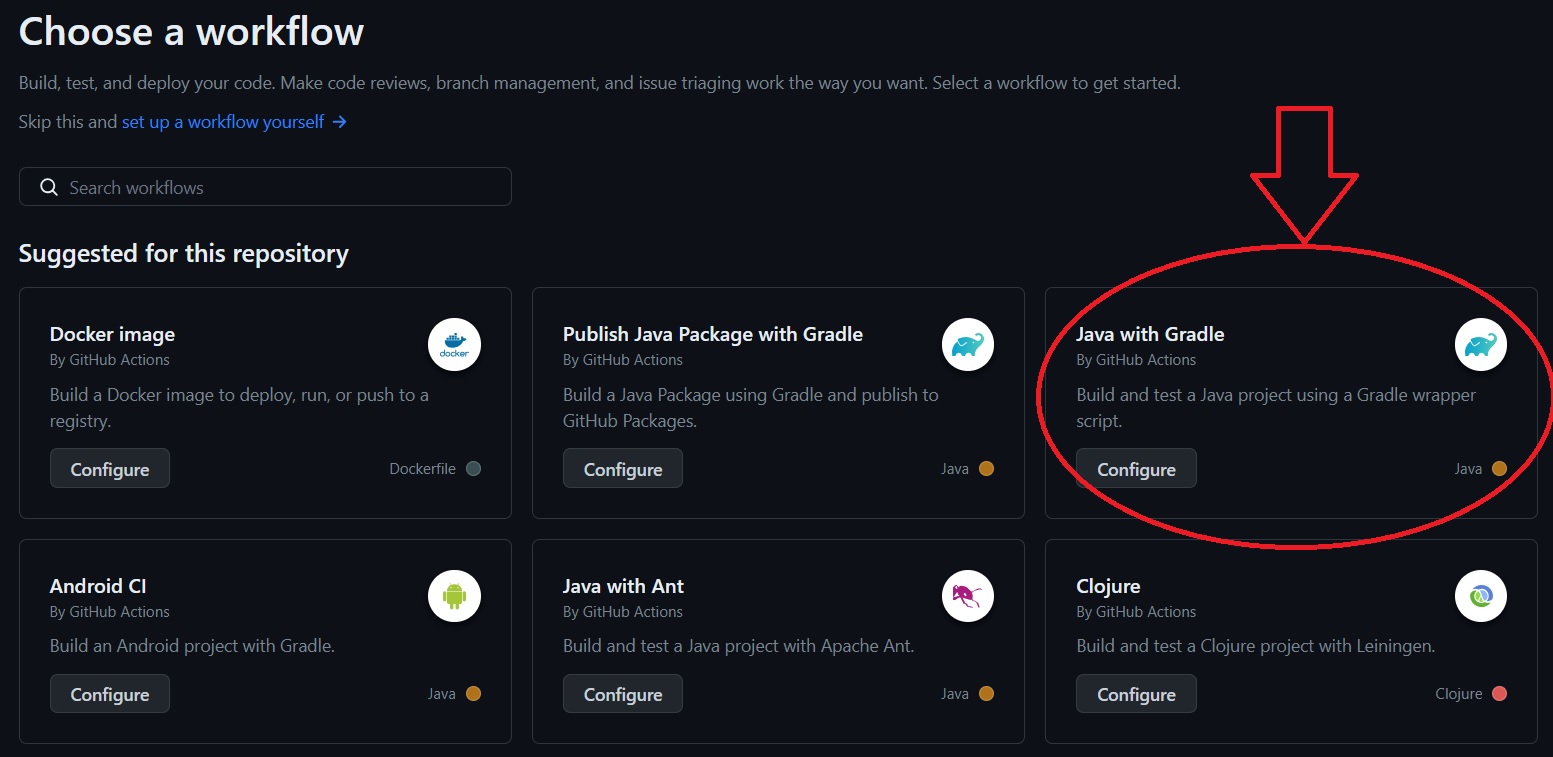 Choose a workflow
Build, test, and deploy your code. Make code reviews, branch management, and issue triaging work the way you want. Select a workflow to get started.
Skip this and set up a workflow yourself →
Search workflows
Suggested for this repository
Docker image
By GitHub Actions
docker
Build a Docker image to deploy, run, or push to a
registry.
Configure
Dockerfile
Publish Java Package with Gradle
By GitHub Actions
Build a Java Package using Gradle and publish to
GitHub Packages.
Configure
Java
Java with Gradle
By GitHub Actions
Build and test a Java project using a Gradle wrapper
script.
Configure
Java
Android CI
By GitHub Actions
Build an Android project with Gradle.
Configure
Java
Java with Ant
By GitHub Actions
Build and test a Java project with Apache Ant.
Configure
Java
Clojure
By GitHub Actions
Build and test a Clojure project with Leiningen.
Configure
Clojure